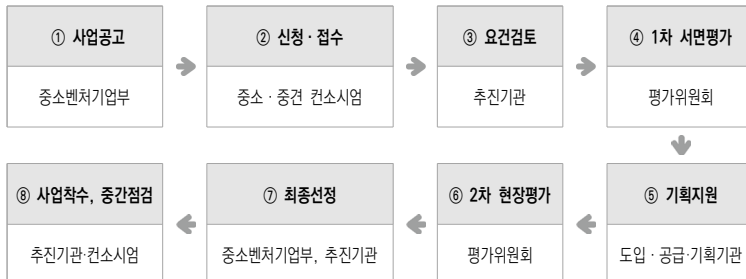 ① 사업공고
중소벤처기업부
② 신청·접수
중소·중견 컨소시엄
③ 요건검토
추진기관
④ 1차 서면평가
평가위원회
⑤ 기획지원
도입·공급·기획기관
⑥ 2차 현장평가
평가위원회
⑦ 최종선정
중소벤처기업부, 추진기관
⑧ 사업착수, 중간점검
추진기관·컨소시엄